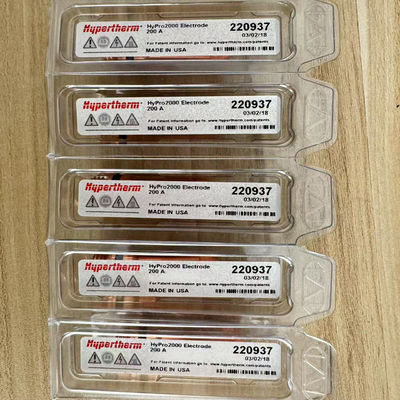 Hypertherm®
HyPro2000 Electrode
200 A
220937
03/02/18
For Patent information go to: www.hypertherm.com/patents
MADE IN USA
Hypertherm®
HyPro2000 Electrode
200 A
220937
03/02/18
For Patent information go to: www.hypertherm.com/patents
MADE IN USA
Hypertherm®
HyPro2000 Electrode
200 A
220937
03/02/18
For Patent information go to: www.hypertherm.com/patents
MADE IN USA
Hypertherm®
HyPro2000 Electrode
200 A
220937
03/02/18
For Patent information go to: www.hypertherm.com/patents
MADE IN USA
Hypertherm®
HyPro2000 Electrode
200 A
220937
03/02/18
For Patent information go to: www.hypertherm.com/patents
MADE IN USA